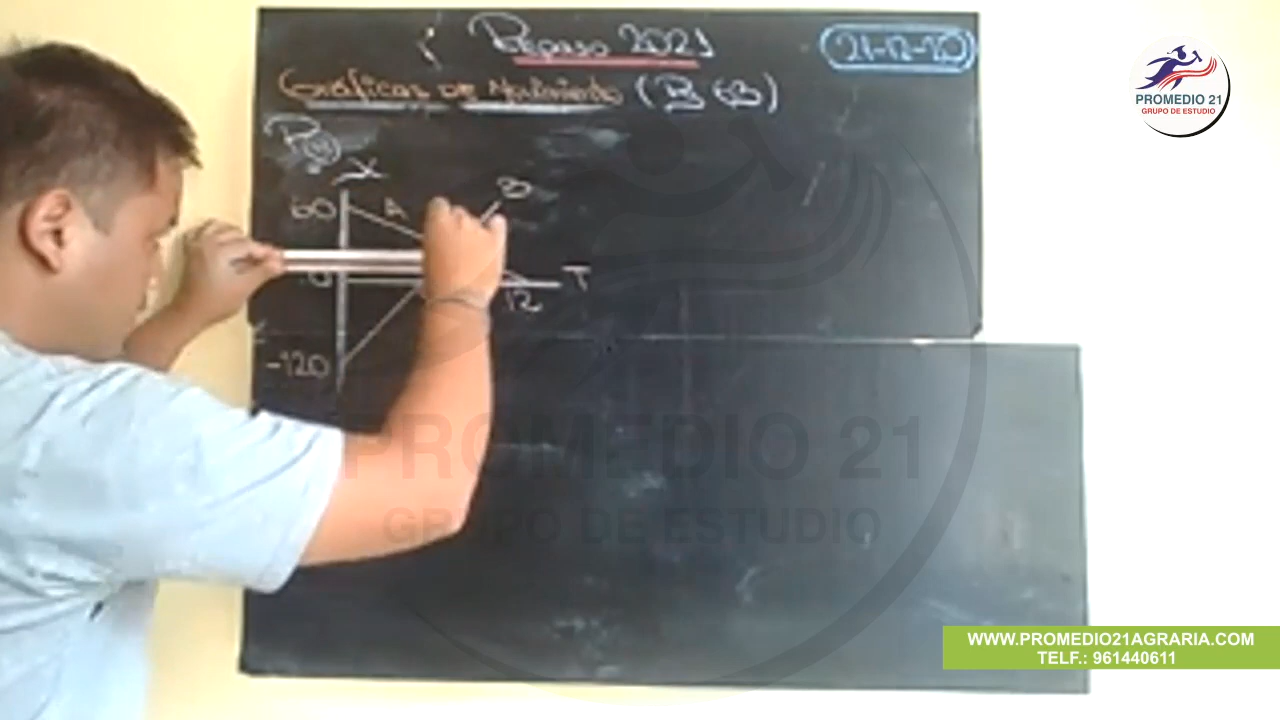 Repaso 2021
21-12-20
Gráficas de Movimiento (
X
60 A B
0 T
12
-120
PROMEDIO 21
GRUPO DE ESTUDIO
PROMEDIO 21
GRUPO DE ESTUDIO
WWW.PROMEDIO21AGRARIA.COM
TELF.: 961440611